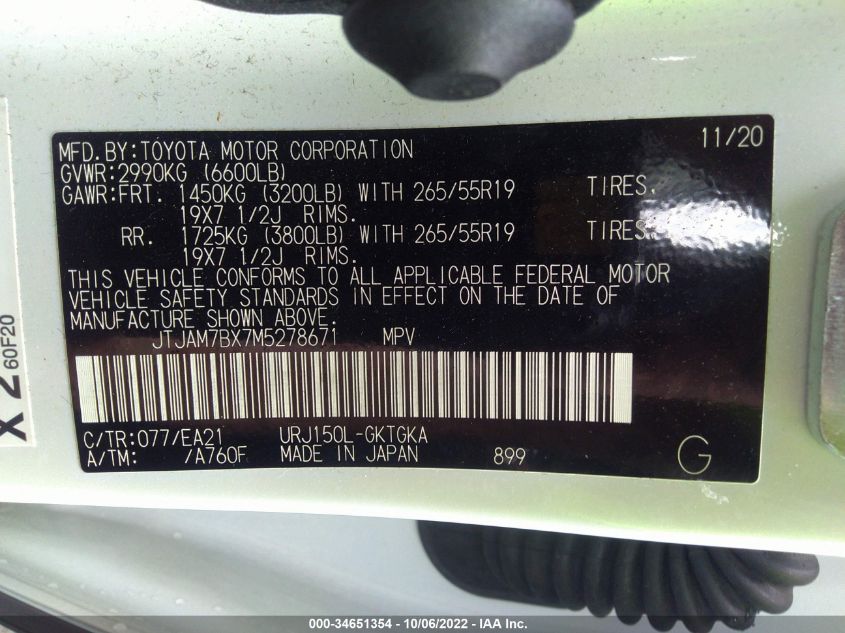 MFD.BY:TOYOTA MOTOR CORPORATION 11/20
GVWR:2990KG (6600LB)
GAWR:FRT. 1450KG (3200LB) WITH 265/55R19 TIRES,
19X7 1/2J RIMS.
RR. 1725KG (3800LB) WITH 265/55R19 TIRES,
19X7 1/2J RIMS.
THIS VEHICLE CONFORMS TO ALL APPLICABLE FEDERAL MOTOR
VEHICLE SAFETY STANDARDS IN EFFECT ON THE DATE OF
MANUFACTURE SHOWN ABOVE.
JTJAM7BX7M5278671 MPV
C/TR:077/EA21 URJ150L-GKTGKA
A/TM: /A760F MADE IN JAPAN 899 G
X 2 60F20
000-34651354 - 10/06/2022 - IAA Inc.